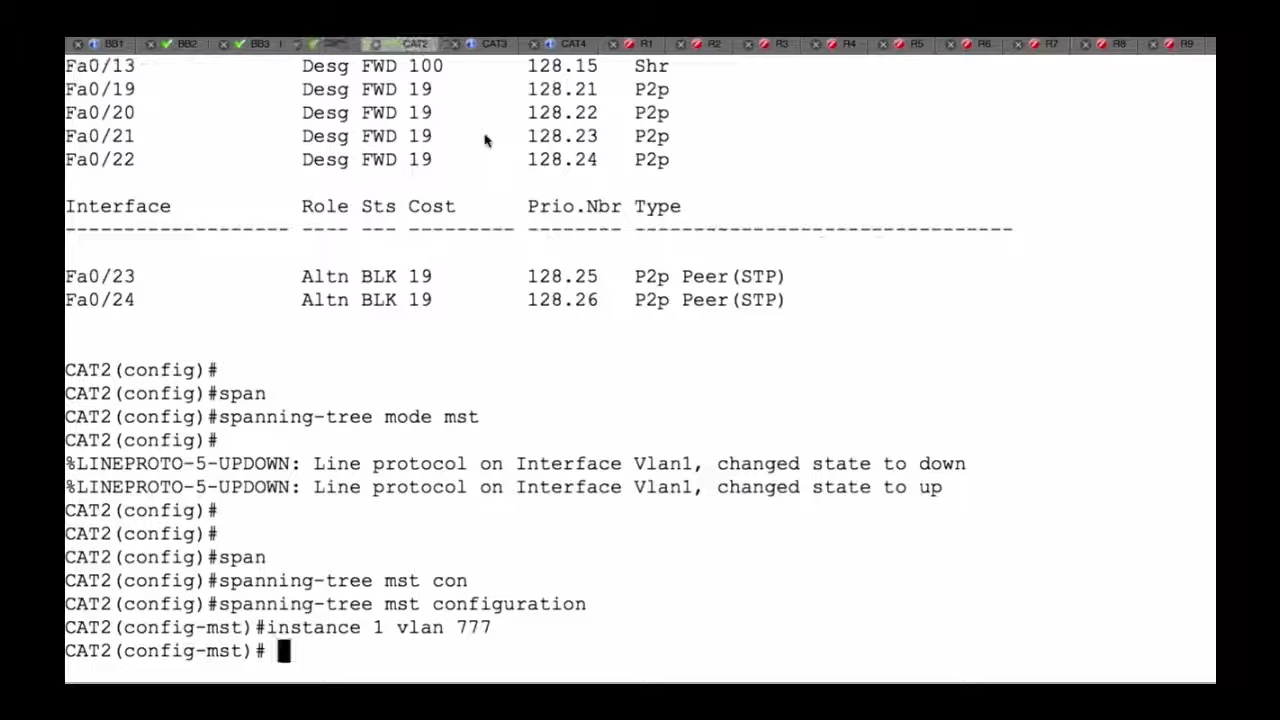 BB1 BB2 BB3 CAT2 CAT3 CAT4 R1 R2 R3 R4 R5 R6 R7 R8 R9
Fa0/13 Desg FWD 100 128.15 Shr
Fa0/19 Desg FWD 19 128.21 P2p
Fa0/20 Desg FWD 19 128.22 P2p
Fa0/21 Desg FWD 19 128.23 P2p
Fa0/22 Desg FWD 19 128.24 P2p
Interface Role Sts Cost Prio.Nbr Type
------------------- ---- --- --------- -------- --------------------------------
Fa0/23 Altn BLK 19 128.25 P2p Peer(STP)
Fa0/24 Altn BLK 19 128.26 P2p Peer(STP)
CAT2(config)#
CAT2(config)#span
CAT2(config)#spanning-tree mode mst
CAT2(config)#
%LINEPROTO-5-UPDOWN: Line protocol on Interface Vlan1, changed state to down
%LINEPROTO-5-UPDOWN: Line protocol on Interface Vlan1, changed state to up
CAT2(config)#
CAT2(config)#
CAT2(config)#span
CAT2(config)#spanning-tree mst con
CAT2(config)#spanning-tree mst configuration
CAT2(config-mst)#instance 1 vlan 777
CAT2(config-mst)#